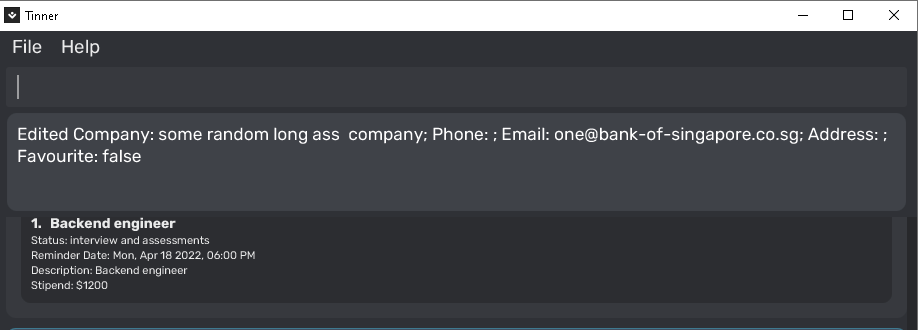 Tinner
File Help
Edited Company: some random long ass  company; Phone: ; Email: one@bank-of-singapore.co.sg; Address: ;
Favourite: false
1. Backend engineer
Status: interview and assessments
Reminder Date: Mon, Apr 18 2022, 06:00 PM
Description: Backend engineer
Stipend: $1200